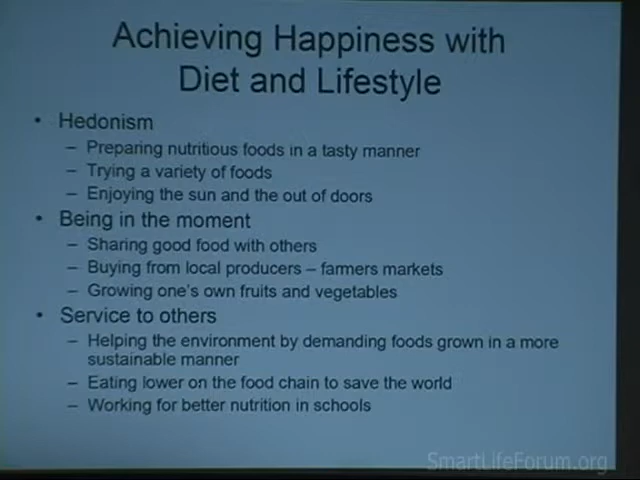 Achieving Happiness with
Diet and Lifestyle
• Hedonism
– Preparing nutritious foods in a tasty manner
– Trying a variety of foods
– Enjoying the sun and the out of doors
• Being in the moment
– Sharing good food with others
– Buying from local producers – farmers markets
– Growing one's own fruits and vegetables
• Service to others
– Helping the environment by demanding foods grown in a more
sustainable manner
– Eating lower on the food chain to save the world
– Working for better nutrition in schools
SmartLifeForum.org